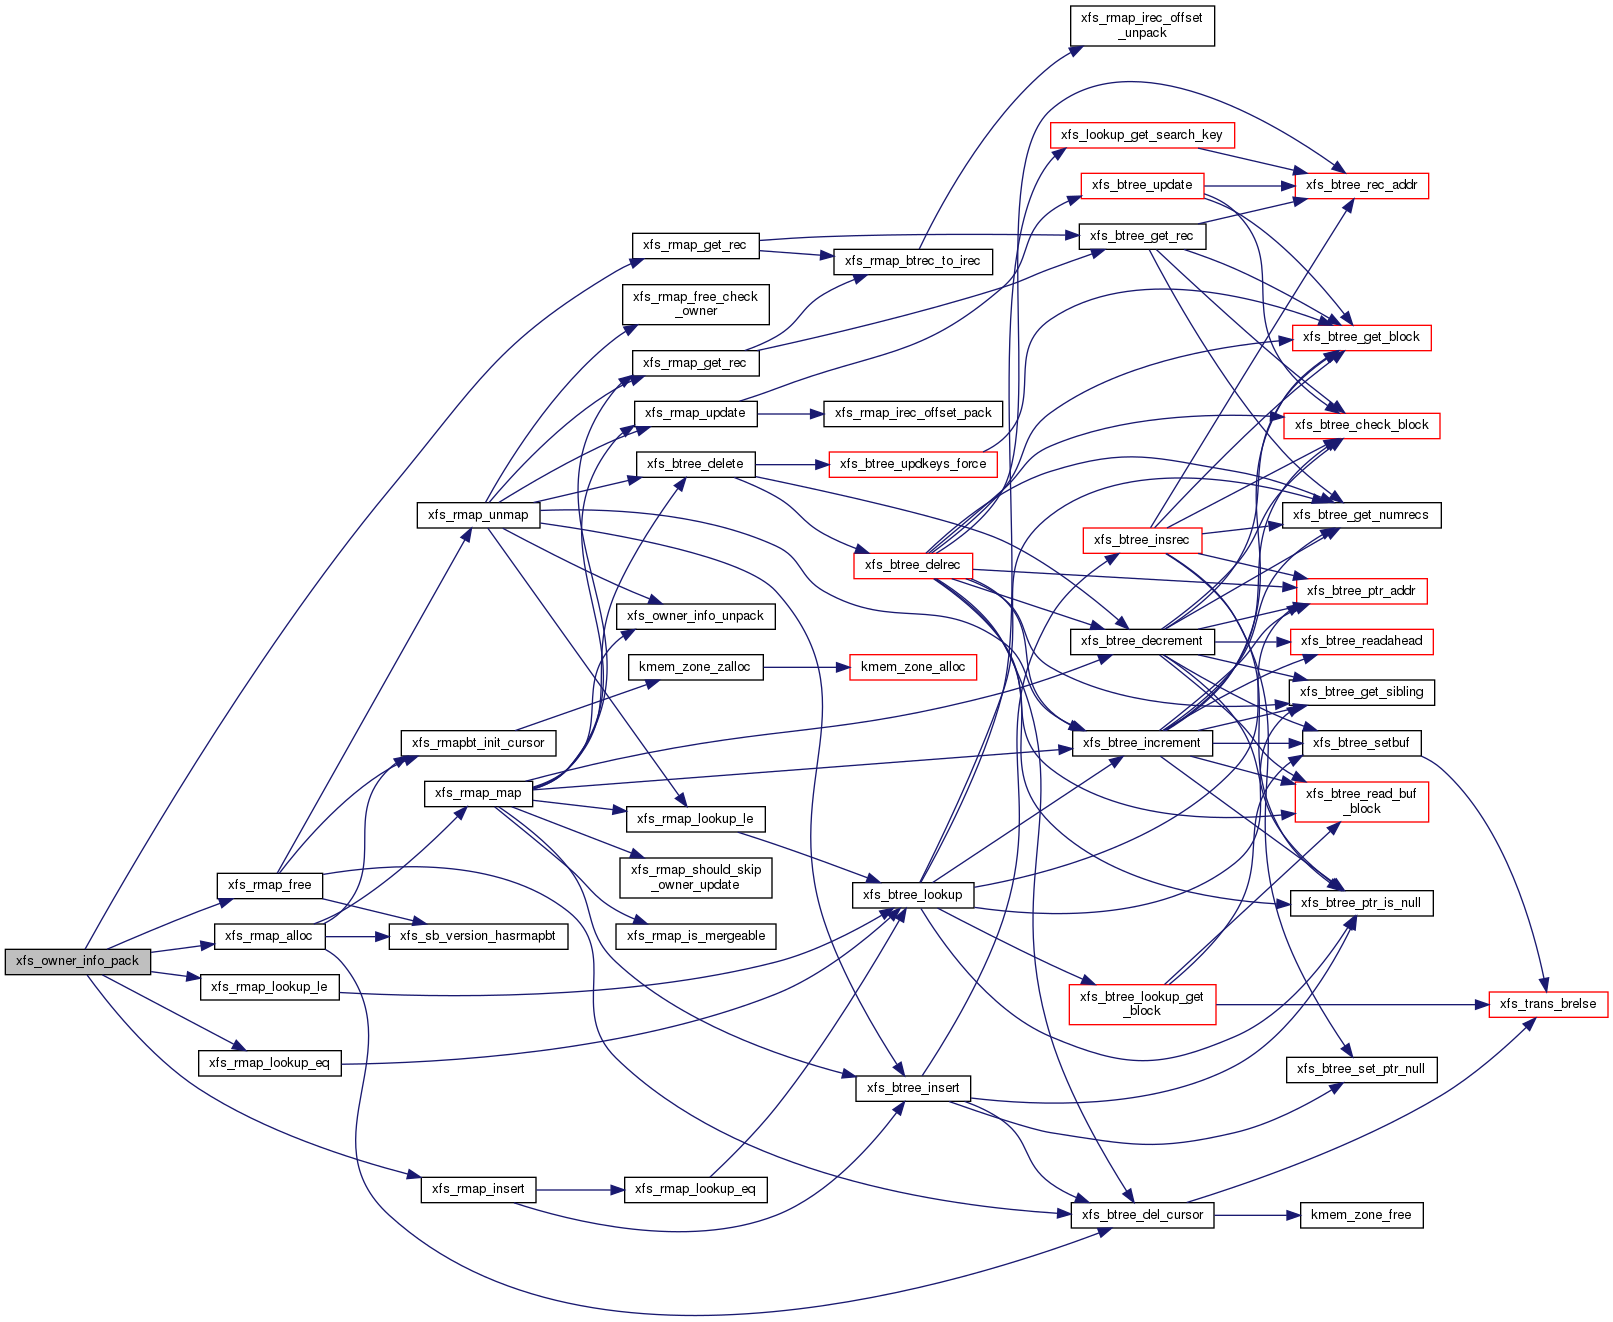 xfs_rmap_irec_offset
_unpack
xfs_lookup_get_search_key
xfs_btree_update
xfs_btree_rec_addr
xfs_rmap_get_rec
xfs_btree_get_rec
xfs_rmap_btrec_to_irec
xfs_rmap_free_check
_owner
xfs_btree_get_block
xfs_rmap_get_rec
xfs_rmap_update
xfs_rmap_irec_offset_pack
xfs_btree_check_block
xfs_btree_delete
xfs_btree_updkeys_force
xfs_rmap_unmap
xfs_btree_get_numrecs
xfs_btree_insrec
xfs_btree_delrec
xfs_btree_ptr_addr
xfs_owner_info_unpack
xfs_btree_decrement
xfs_btree_readahead
kmem_zone_zalloc
kmem_zone_alloc
xfs_btree_get_sibling
xfs_rmapbt_init_cursor
xfs_btree_increment
xfs_btree_setbuf
xfs_rmap_map
xfs_btree_read_buf
_block
xfs_rmap_lookup_le
xfs_rmap_should_skip
_owner_update
xfs_rmap_free
xfs_btree_lookup
xfs_btree_ptr_is_null
xfs_rmap_alloc
xfs_sb_version_hasrmapbt
xfs_rmap_is_mergeable
xfs_owner_info_pack
xfs_rmap_lookup_le
xfs_btree_lookup_get
_block
xfs_trans_brelse
xfs_rmap_lookup_eq
xfs_btree_set_ptr_null
xfs_btree_insert
xfs_rmap_insert
xfs_rmap_lookup_eq
xfs_btree_del_cursor
kmem_zone_free